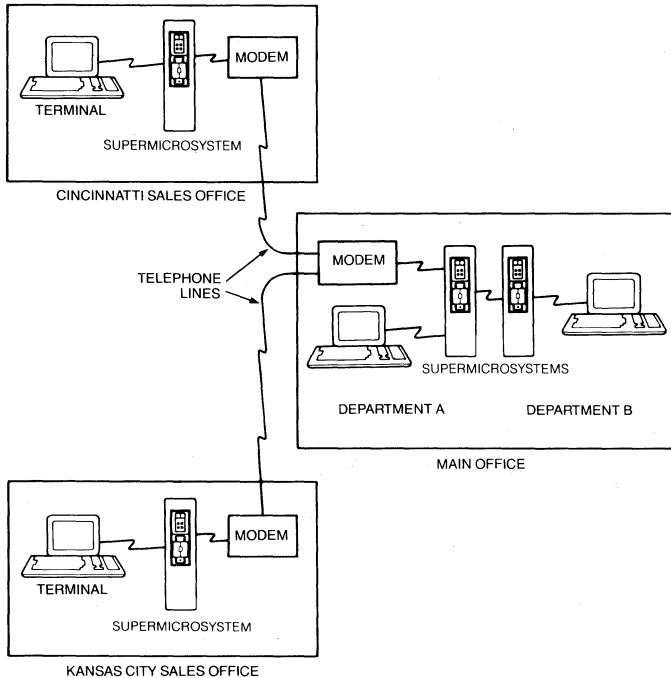 MODEM
TERMINAL
SUPERMICROSYSTEM
CINCINNATTI SALES OFFICE
TELEPHONE
LINES
MODEM
SUPERMICROSYSTEMS
DEPARTMENT A
DEPARTMENT B
MAIN OFFICE
MODEM
TERMINAL
SUPERMICROSYSTEM
KANSAS CITY SALES OFFICE